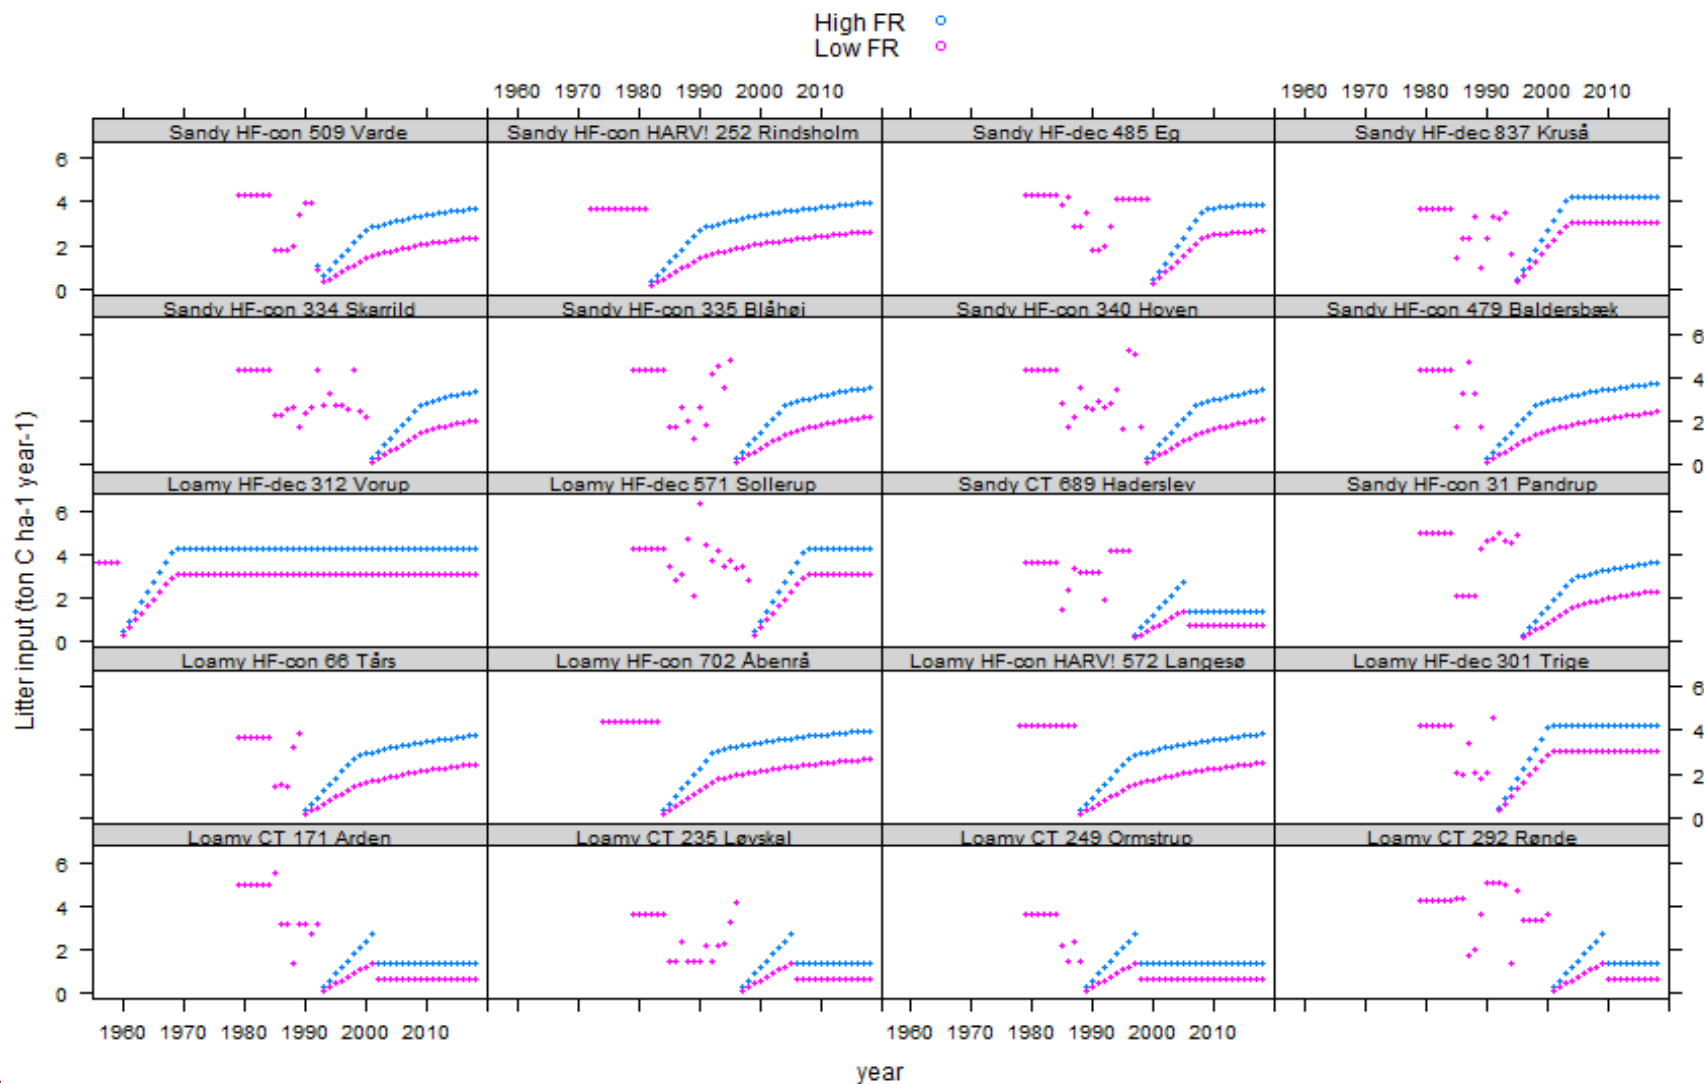 High FR
Low FR
1960 1970 1980 1990 2000 2010 1960 1970 1980 1990 2000 2010
Sandy HF-con 509 Varde Sandy HF-con HARV! 252 Rindsholm Sandy HF-dec 485 Eg Sandy HF-dec 837 Kruså
6
4
2
0
Sandy HF-con 334 Skarrild Sandy HF-con 335 Blåhøj Sandy HF-con 340 Hoven Sandy HF-con 479 Baldersbæk
6
4
2
0
Loamy HF-dec 312 Vorup Loamy HF-dec 571 Sollerup Sandy CT 689 Haderslev Sandy HF-con 31 Pandrup
6
4
2
0
Loamy HF-con 66 Tårs Loamy HF-con 702 Åbenrå Loamy HF-con HARV! 572 Langesø Loamy HF-dec 301 Trige
6
4
2
0
Loamy CT 171 Arden Loamy CT 235 Løvskal Loamy CT 249 Ormstrup Loamy CT 292 Rønde
6
4
2
0
1960 1970 1980 1990 2000 2010 1960 1970 1980 1990 2000 2010
year
Litter input (ton C ha-1 year-1)